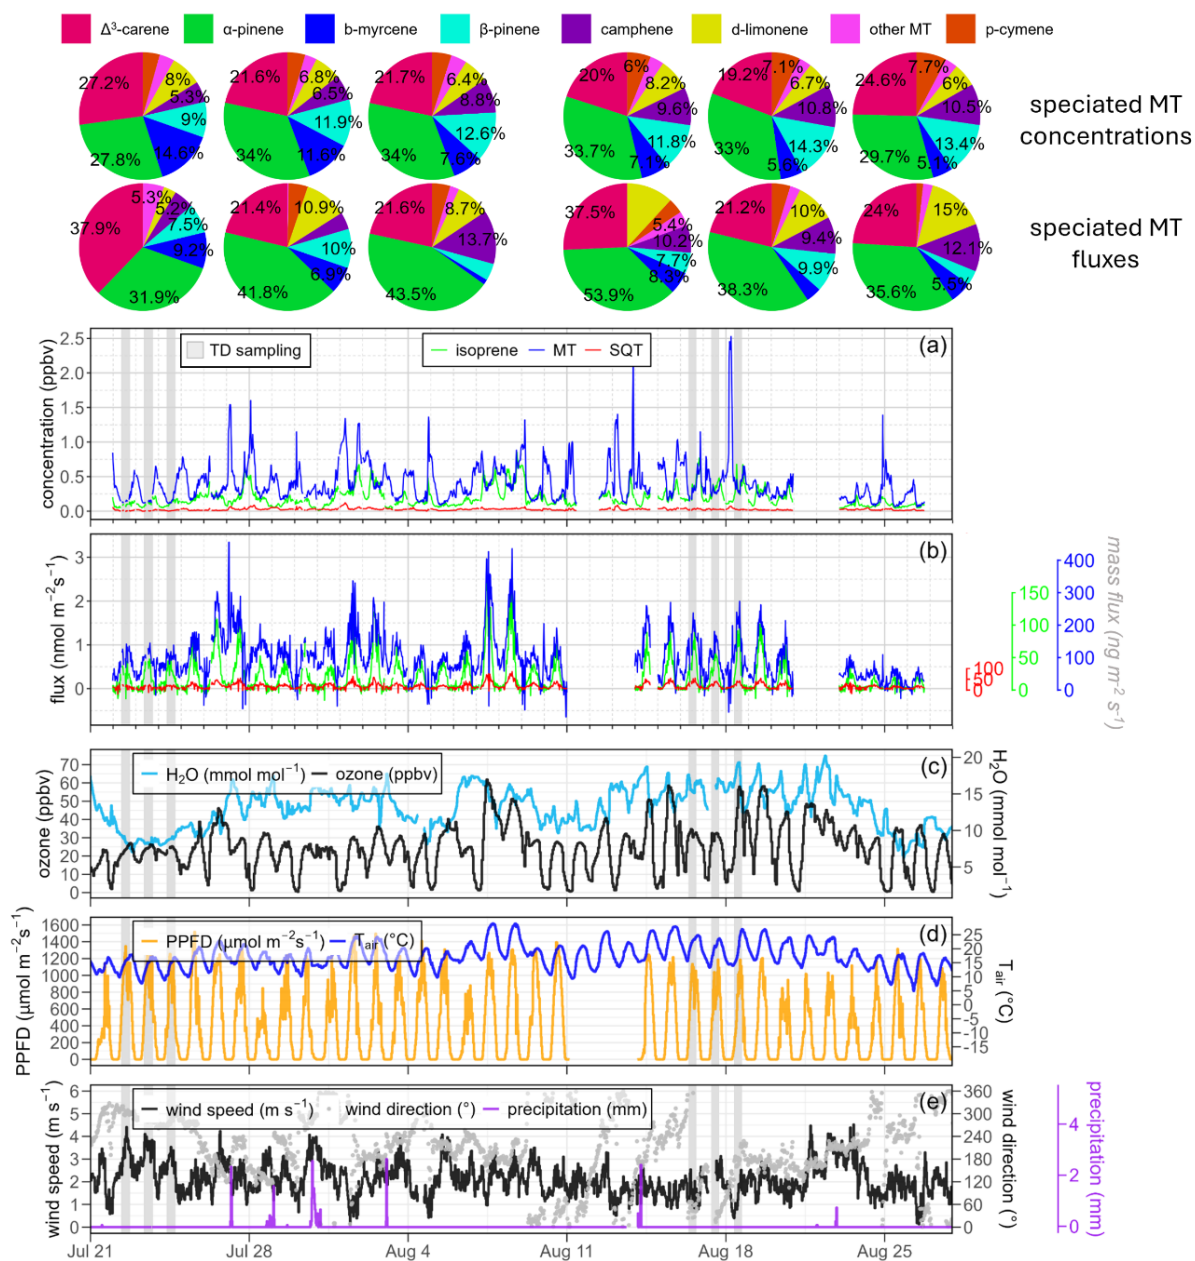 Δ³-carene α-pinene b-myrcene β-pinene camphene d-limonene other MT p-cymene
27.2% 8% 5.3% 9% 14.6% 27.8%
21.6% 6.8% 6.5% 11.9% 11.6% 34%
21.7% 6.4% 8.8% 12.6% 7.6% 34%
20% 6% 8.2% 9.6% 11.8% 7.1% 33.7%
19.2% 7.1% 6.7% 10.8% 14.3% 5.6% 33%
24.6% 7.7% 6% 10.5% 13.4% 5.1% 29.7%
speciated MT
concentrations
37.9% 5.3% 5.2% 7.5% 9.2% 31.9%
21.4% 10.9% 10% 6.9% 41.8%
21.6% 8.7% 13.7% 43.5%
37.5% 5.4% 10.2% 7.7% 8.3% 53.9%
21.2% 10% 9.4% 9.9% 38.3%
24% 15% 12.1% 5.5% 35.6%
speciated MT
fluxes
concentration (ppbv)
2.5
2.0
1.5
1.0
0.5
0.0
TD sampling
isoprene MT SQT
(a)
flux (nmol m⁻²s⁻¹)
3
2
1
0
(b)
100
50
0
150
100
50
0
400
300
200
100
0
mass flux (ng m⁻² s⁻¹)
ozone (ppbv)
70
60
50
40
30
20
10
0
H₂O (mmol mol⁻¹) ozone (ppbv)
(c)
20
15
10
5
H₂O (mmol mol⁻¹)
PPFD (μmol m⁻²s⁻¹)
1600
1400
1200
1000
800
600
400
200
0
PPFD (μmol m⁻²s⁻¹) Tair (°C)
(d)
25
20
15
10
5
0
-5
-10
-15
Tair (°C)
wind speed (m s⁻¹)
6
5
4
3
2
1
0
wind speed (m s⁻¹) wind direction (°) precipitation (mm)
(e)
360
300
240
180
120
60
0
wind direction (°)
4
2
0
precipitation (mm)
Jul 21 Jul 28 Aug 4 Aug 11 Aug 18 Aug 25